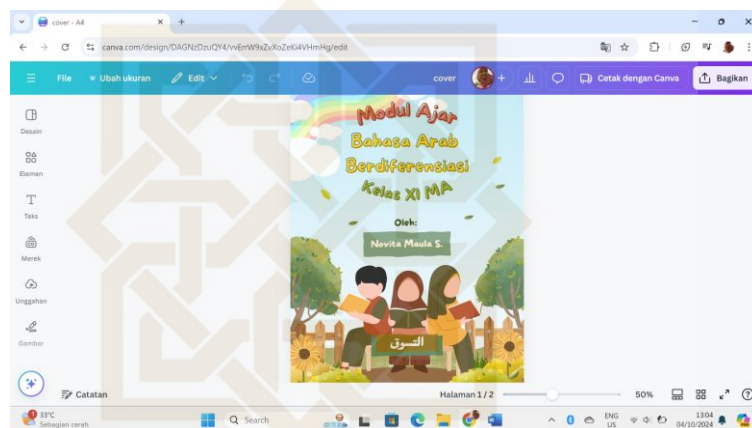 cover - A4
canva.com/design/DAGNzDzuQY4/vvErrW9xZvXoZeKi4VHmHg/edit
File
Ubah ukuran
Edit
cover
Cetak dengan Canva
Bagikan
Desain
Elemen
Teks
Merek
Unggahan
Gambar
Modul Ajar
Bahasa Arab
Berdiferensiasi
Kelas XI MA
Oleh:
Novita Maula S.
التسوق
Catatan
Halaman 1 / 2
50%
33°C
Sebagian cerah
Search
ENG
US
13:04
04/10/2024